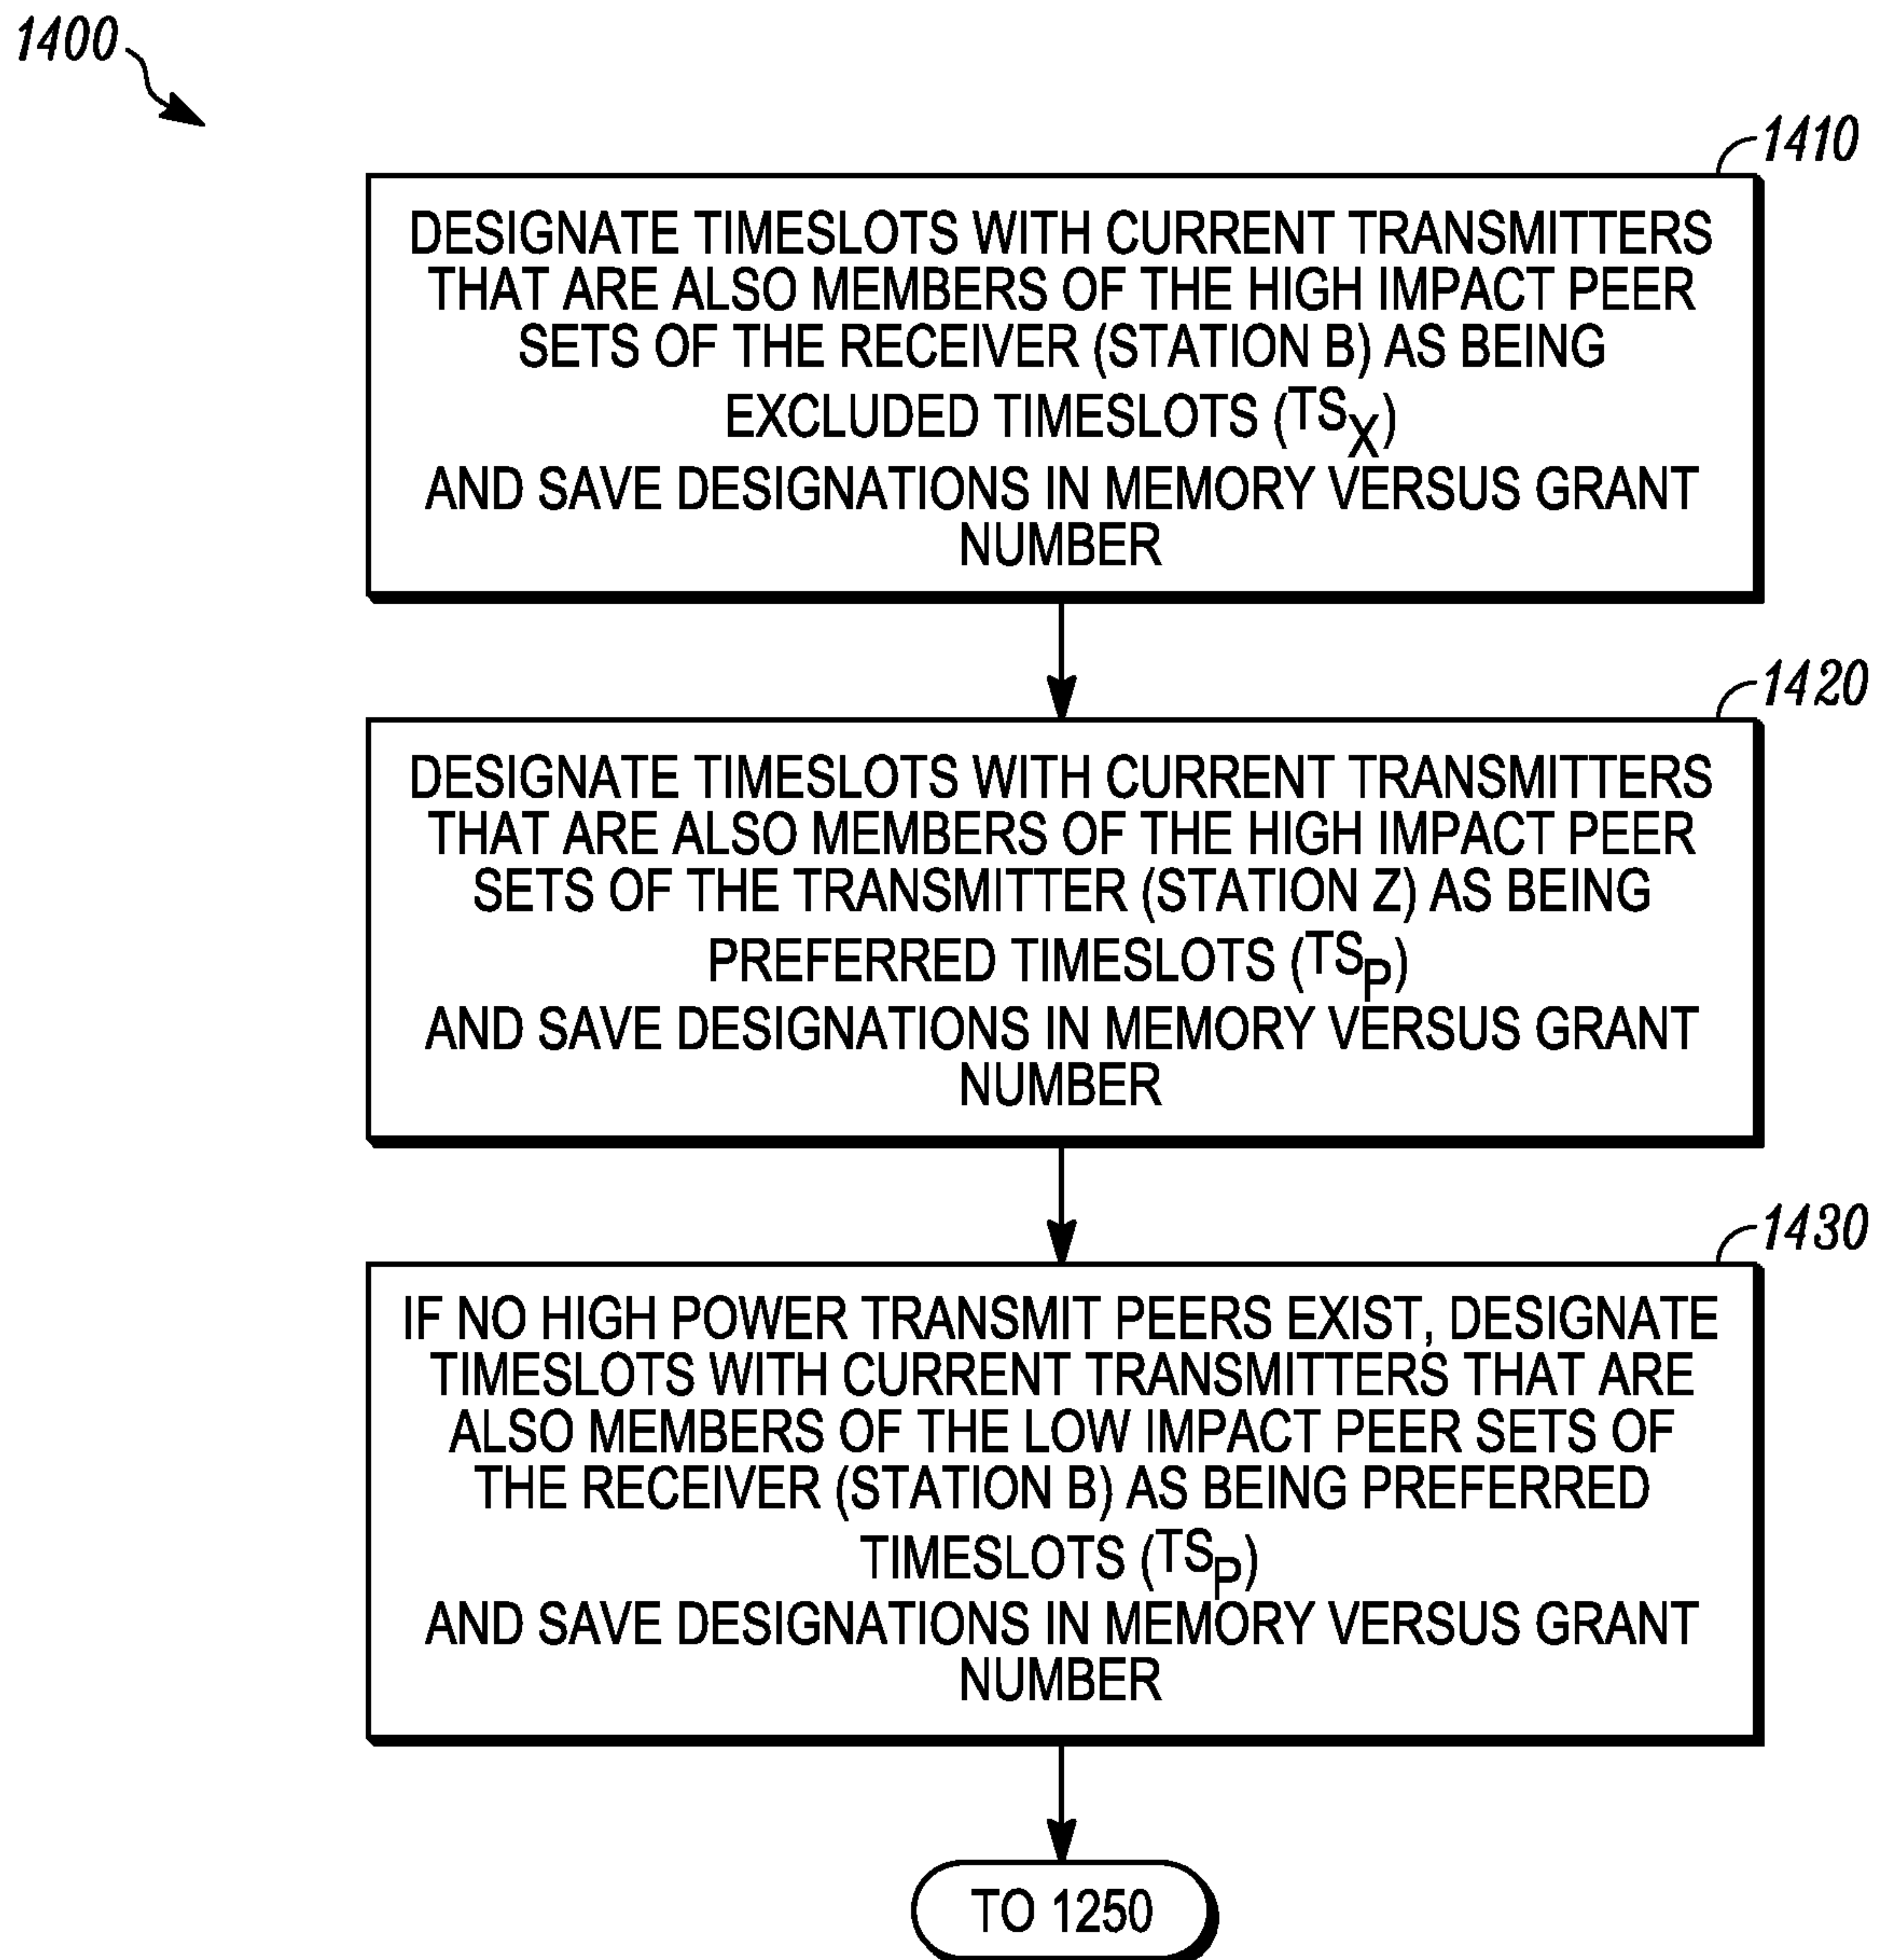 1400
1410
DESIGNATE TIMESLOTS WITH CURRENT TRANSMITTERS
THAT ARE ALSO MEMBERS OF THE HIGH IMPACT PEER
SETS OF THE RECEIVER (STATION B) AS BEING
EXCLUDED TIMESLOTS (TSX)
AND SAVE DESIGNATIONS IN MEMORY VERSUS GRANT
NUMBER
1420
DESIGNATE TIMESLOTS WITH CURRENT TRANSMITTERS
THAT ARE ALSO MEMBERS OF THE HIGH IMPACT PEER
SETS OF THE TRANSMITTER (STATION Z) AS BEING
PREFERRED TIMESLOTS (TSP)
AND SAVE DESIGNATIONS IN MEMORY VERSUS GRANT
NUMBER
1430
IF NO HIGH POWER TRANSMIT PEERS EXIST, DESIGNATE
TIMESLOTS WITH CURRENT TRANSMITTERS THAT ARE
ALSO MEMBERS OF THE LOW IMPACT PEER SETS OF
THE RECEIVER (STATION B) AS BEING PREFERRED
TIMESLOTS (TSP)
AND SAVE DESIGNATIONS IN MEMORY VERSUS GRANT
NUMBER
TO 1250